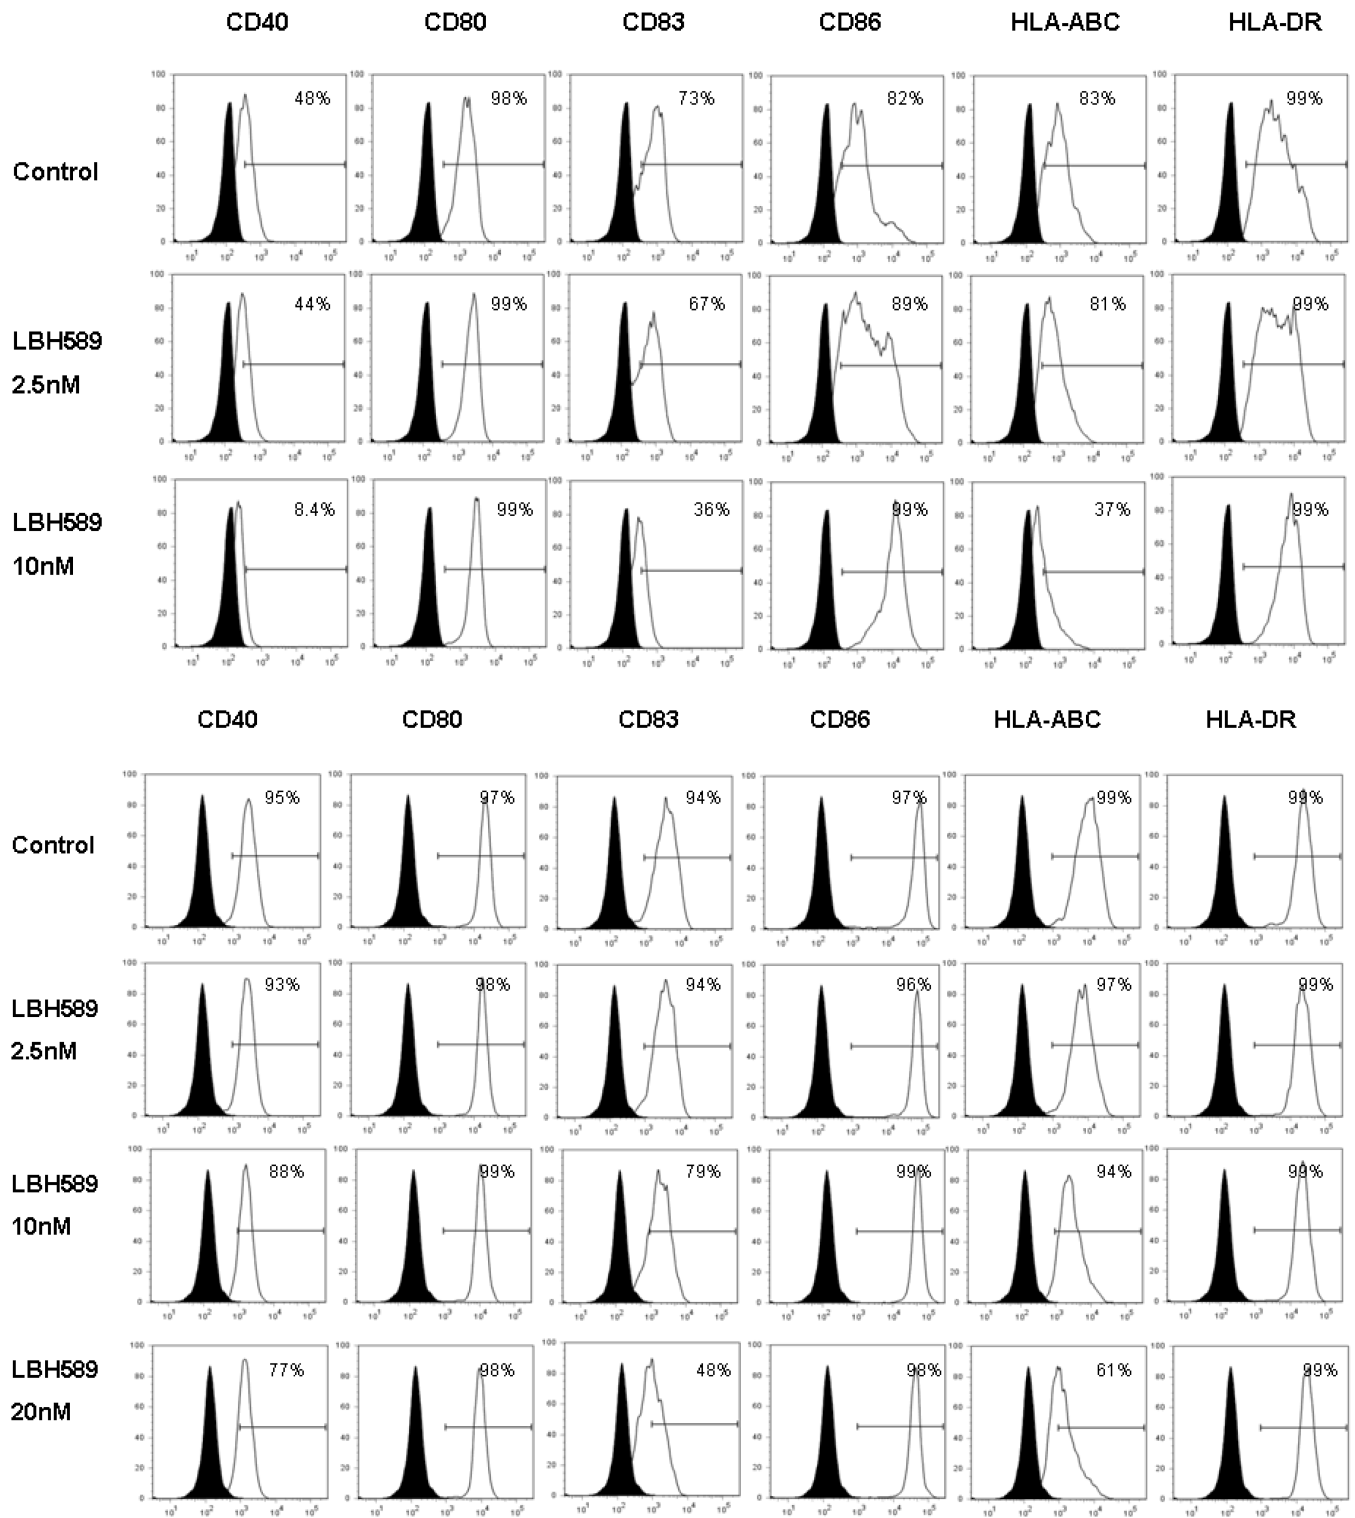 CD40 CD80 CD83 CD86 HLA-ABC HLA-DR
Control
48% 98% 73% 82% 83% 99%
LBH589
2.5nM
44% 99% 67% 89% 81% 99%
LBH589
10nM
8.4% 99% 36% 99% 37% 99%
CD40 CD80 CD83 CD86 HLA-ABC HLA-DR
Control
95% 97% 94% 97% 99% 99%
LBH589
2.5nM
93% 98% 94% 96% 97% 99%
LBH589
10nM
88% 99% 79% 99% 94% 99%
LBH589
20nM
77% 98% 48% 98% 61% 99%